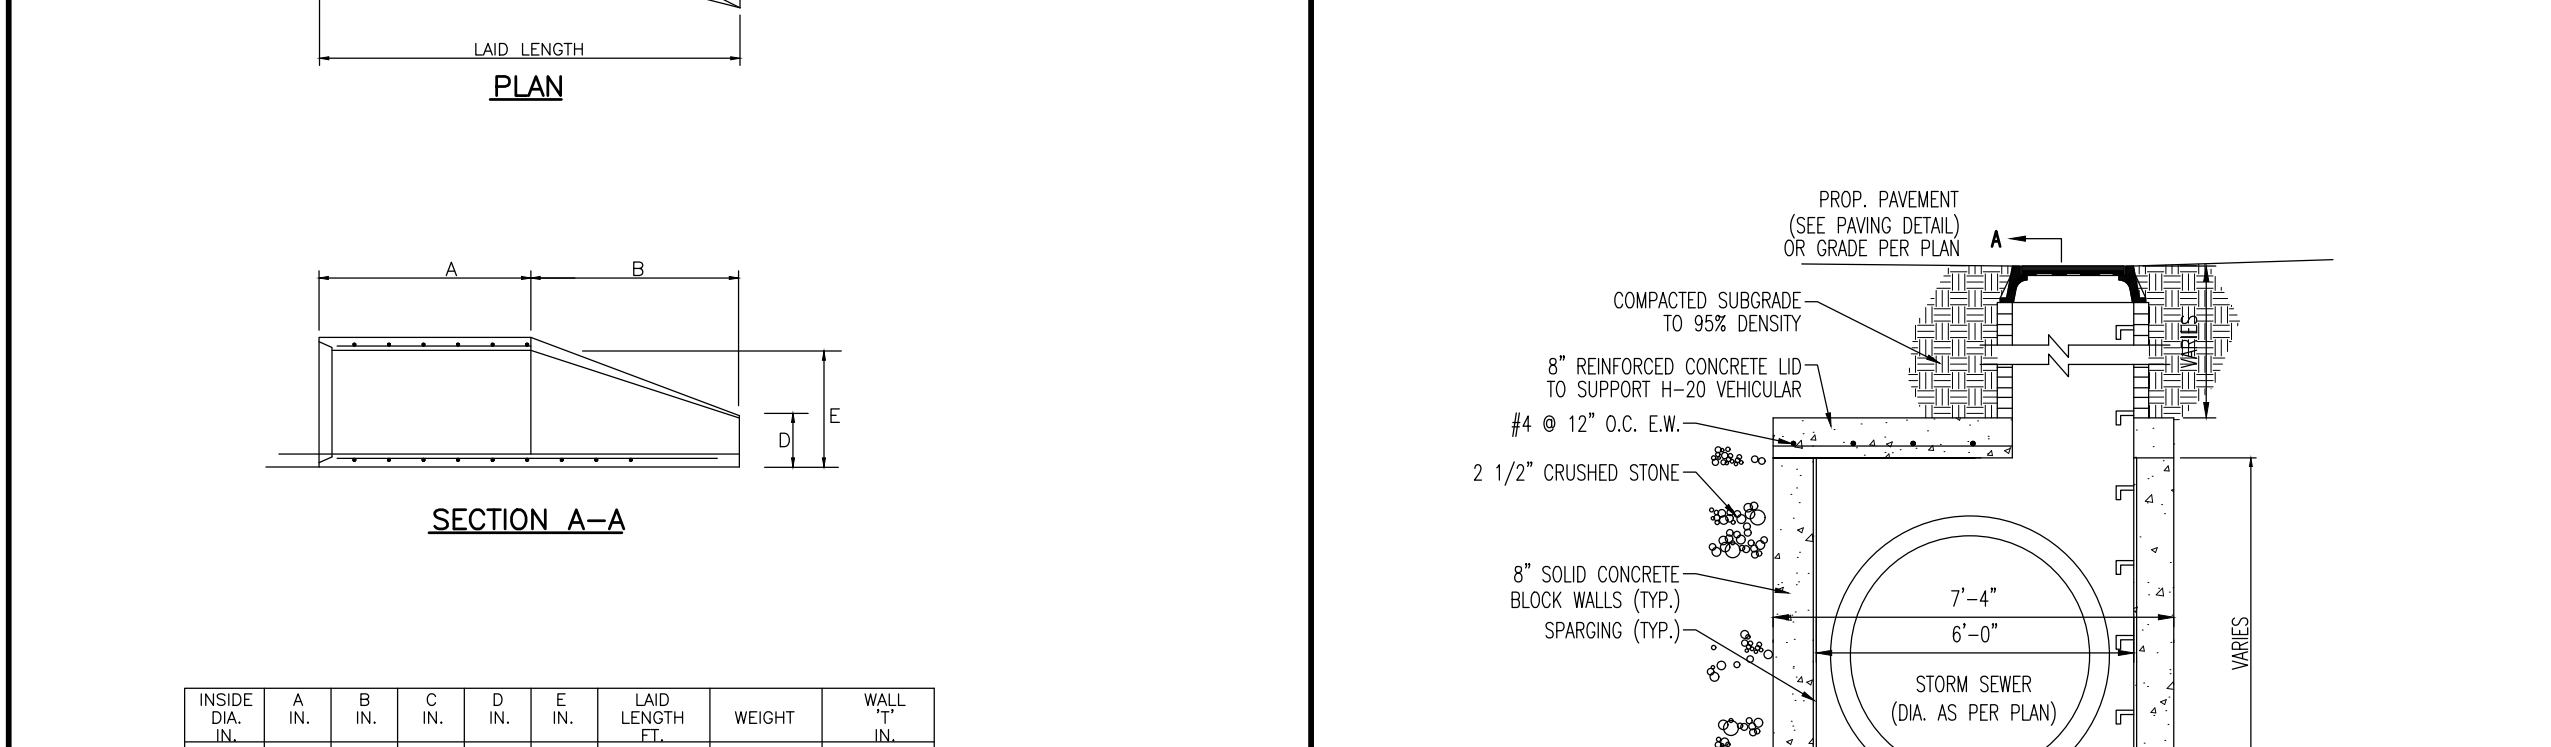 LAID LENGTH
PLAN
A
B
E
D
SECTION A-A
INSIDE DIA. IN.
A IN.
B IN.
C IN.
D IN.
E IN.
LAID LENGTH FT.
WEIGHT
WALL 'T' IN.
PROP. PAVEMENT
(SEE PAVING DETAIL)
OR GRADE PER PLAN
A
COMPACTED SUBGRADE
TO 95% DENSITY
VARIES
8" REINFORCED CONCRETE LID
TO SUPPORT H-20 VEHICULAR
#4 @ 12" O.C. E.W.
2 1/2" CRUSHED STONE
8" SOLID CONCRETE
BLOCK WALLS (TYP.)
SPARGING (TYP.)
7'-4"
6'-0"
STORM SEWER
(DIA. AS PER PLAN)
VARIES